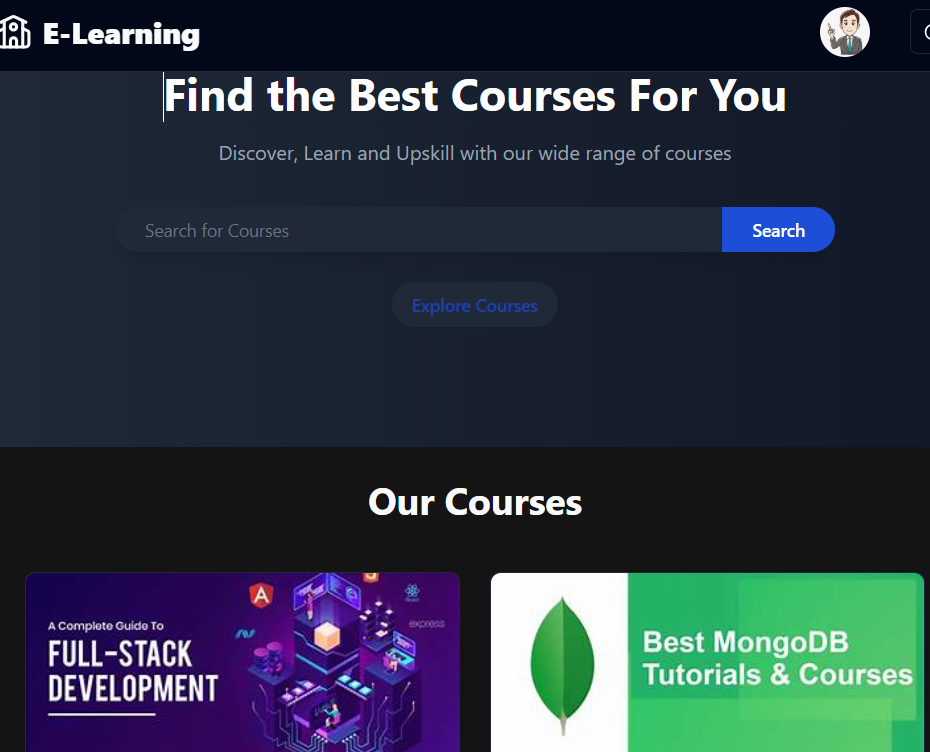 E-Learning
Find the Best Courses For You
Discover, Learn and Upskill with our wide range of courses
Search for Courses
Search
Explore Courses
Our Courses
A Complete Guide To
FULL-STACK
DEVELOPMENT
express
Best MongoDB
Tutorials & Courses